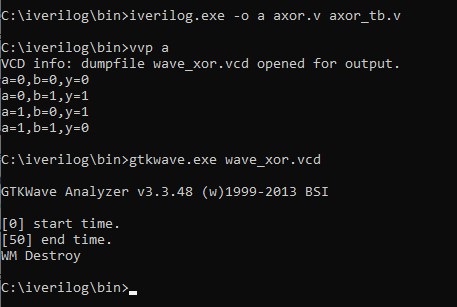 C:\iverilog\bin>iverilog.exe -o a axor.v axor_tb.v
C:\iverilog\bin>vvp a
VCD info: dumpfile wave_xor.vcd opened for output.
a=0,b=0,y=0
a=0,b=1,y=1
a=1,b=0,y=1
a=1,b=1,y=0
C:\iverilog\bin>gtkwave.exe wave_xor.vcd
GTKWave Analyzer v3.3.48 (w)1999-2013 BSI
[0] start time.
[50] end time.
WM Destroy
C:\iverilog\bin>